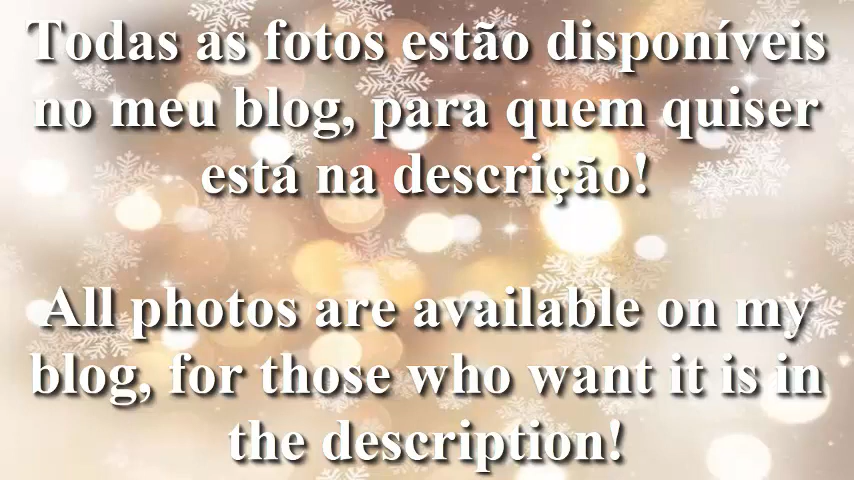 Todas as fotos estão disponíveis
no meu blog, para quem quiser
está na descrição!
All photos are available on my
blog, for those who want it is in
the description!